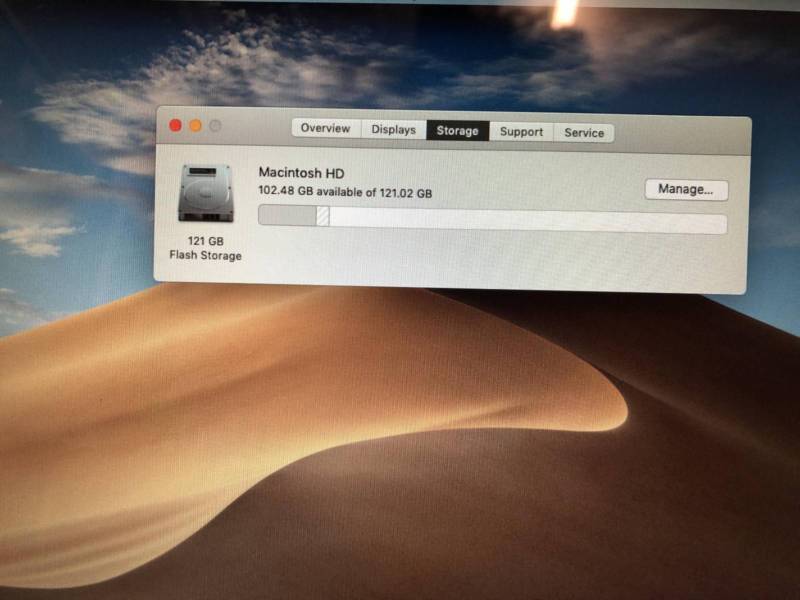 Overview Displays Storage Support Service
Macintosh HD
102.48 GB available of 121.02 GB
Manage...
121 GB
Flash Storage